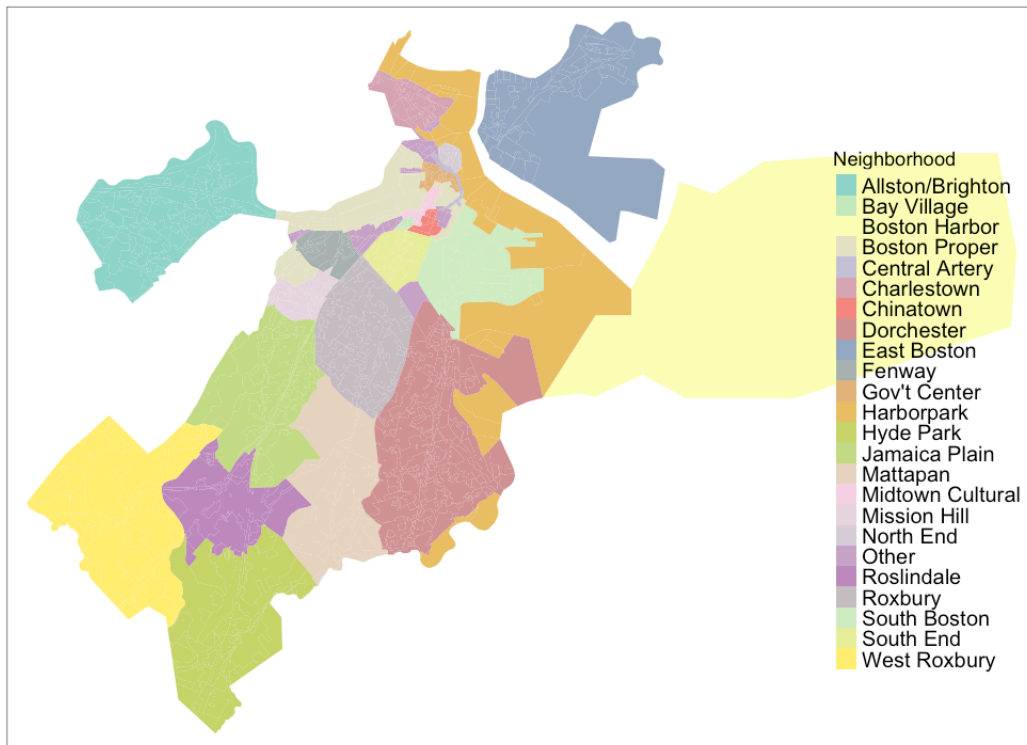 Neighborhood
Allston/Brighton
Bay Village
Boston Harbor
Boston Proper
Central Artery
Charlestown
Chinatown
Dorchester
East Boston
Fenway
Gov't Center
Harborpark
Hyde Park
Jamaica Plain
Mattapan
Midtown Cultural
Mission Hill
North End
Other
Roslindale
Roxbury
South Boston
South End
West Roxbury